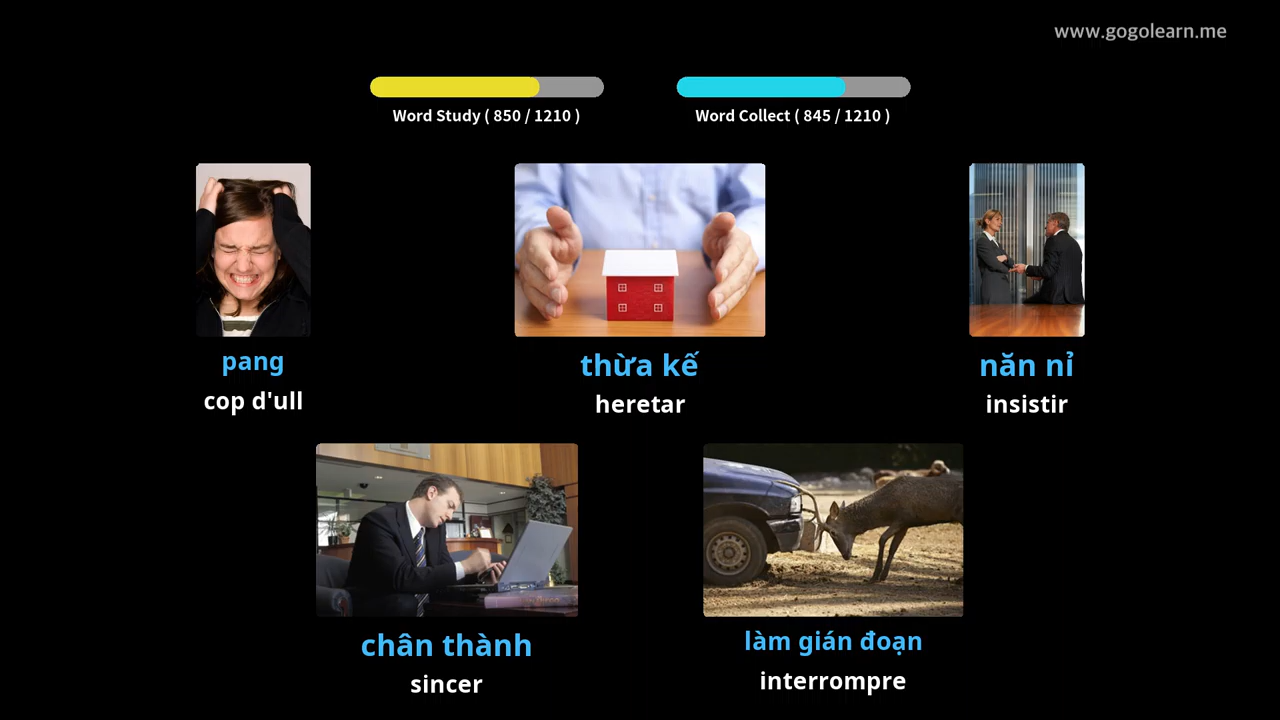 www.gogolearn.me
Word Study ( 850 / 1210 )
Word Collect ( 845 / 1210 )
pang
cop d'ull
thừa kế
heretar
năn nỉ
insistir
chân thành
sincer
làm gián đoạn
interrompre